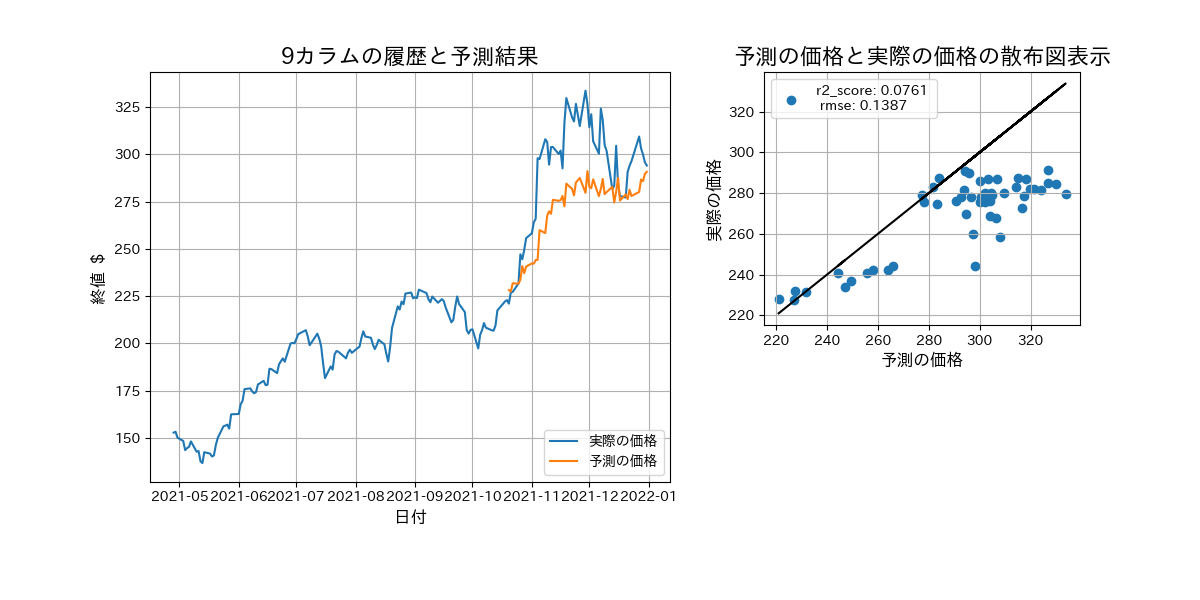 9カラムの履歴と予測結果
終値 $
325
300
275
250
225
200
175
150
2021-05 2021-06 2021-07 2021-08 2021-09 2021-10 2021-11 2021-12 2022-01
日付
実際の価格
予測の価格
予測の価格と実際の価格の散布図表示
r2_score: 0.0761
rmse: 0.1387
実際の価格
320
300
280
260
240
220
220 240 260 280 300 320
予測の価格